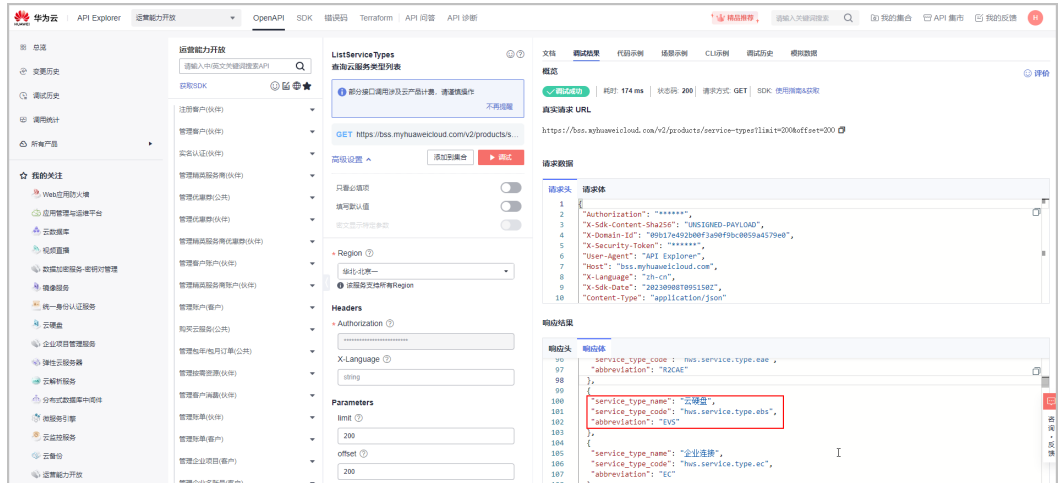 华为云
HUAWEI
API Explorer
运营能力开放
OpenAPI
SDK
错误码
Terraform
API 问答
API 诊断
精品推荐
请输入关键词搜索
我的集合
API 集市
我的反馈
总览
变更历史
调试历史
调用统计
所有产品
我的关注
Web应用防火墙
应用管理与运维平台
云数据库
视频直播
数据加密服务-密钥对管理
镜像服务
统一身份认证服务
云硬盘
企业项目管理服务
弹性云服务器
云解析服务
分布式数据库中间件
微服务引擎
云监控服务
云备份
运营能力开放
运营能力开放
请输入中/英文关键词搜索API
获取SDK
注册客户(伙伴)
管理客户(伙伴)
实名认证(伙伴)
管理精英服务商(伙伴)
管理优惠券(公共)
管理优惠券(伙伴)
管理精英服务商优惠券(伙伴)
管理客户账户(伙伴)
管理精英服务商账户(伙伴)
管理账户(客户)
购买云服务(公共)
管理包年/包月订单(公共)
管理按需资源(伙伴)
管理客户消费(伙伴)
管理账单(伙伴)
管理账单(客户)
管理企业项目(客户)
ListServiceTypes
查询云服务类型列表
部分接口调用涉及云产品计费，请谨慎操作
不再提醒
GET https://bss.myhuaweicloud.com/v2/products/s...
高级设置
添加到集合
调试
只看必填项
填写默认值
Region
华北-北京一
该服务支持所有Region
Headers
* Authorization
X-Language
string
Parameters
limit
200
offset
200
文档
调试结果
代码示例
场景示例
CLI示例
调试历史
模拟数据
概览
评价
调试成功
耗时: 174 ms
状态码: 200
请求方式: GET
SDK: 使用指南&获取
真实请求 URL
https://bss.myhuaweicloud.com/v2/products/service-types?limit=200&offset=200
请求数据
请求头
请求体
1 {
2 "Authorization": "******",
3 "X-Sdk-Content-Sha256": "UNSIGNED-PAYLOAD",
4 "X-Domain-Id": "09b17e492b00f3a90f9bc0059a4579e0",
5 "X-Security-Token": "******",
6 "User-Agent": "API Explorer",
7 "Host": "bss.myhuaweicloud.com",
8 "X-Language": "zh-cn",
9 "X-Sdk-Date": "20230908T095150Z",
10 "Content-Type": "application/json"
响应结果
响应头
响应体
96 "service_type_code": "hws.service.type.eae",
97 "abbreviation": "R2CAE"
98 },
99 {
100 "service_type_name": "云硬盘",
101 "service_type_code": "hws.service.type.ebs",
102 "abbreviation": "EVS"
103 },
104 {
105 "service_type_name": "企业连接",
106 "service_type_code": "hws.service.type.ec",
107 "abbreviation": "EC"
咨询·反馈